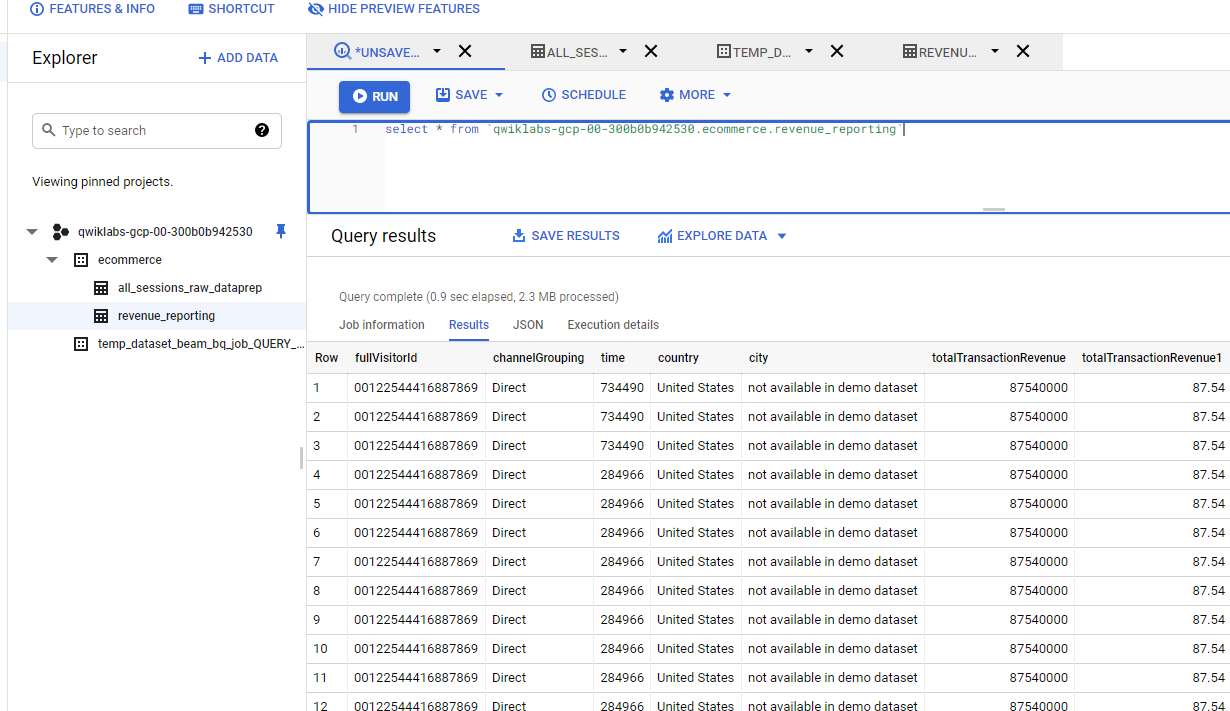 FEATURES & INFO SHORTCUT HIDE PREVIEW FEATURES
Explorer + ADD DATA
Type to search
Viewing pinned projects.
qwiklabs-gcp-00-300b0b942530
ecommerce
all_sessions_raw_dataprep
revenue_reporting
temp_dataset_beam_bq_job_QUERY_...
*UNSAVE... ALL_SES... TEMP_D... REVENU...
RUN SAVE SCHEDULE MORE
1 select * from `qwiklabs-gcp-00-300b0b942530.ecommerce.revenue_reporting`
Query results SAVE RESULTS EXPLORE DATA
Query complete (0.9 sec elapsed, 2.3 MB processed)
Job information Results JSON Execution details
Row fullVisitorId channelGrouping time country city totalTransactionRevenue totalTransactionRevenue1
1 00122544416887869 Direct 734490 United States not available in demo dataset 87540000 87.54
2 00122544416887869 Direct 734490 United States not available in demo dataset 87540000 87.54
3 00122544416887869 Direct 734490 United States not available in demo dataset 87540000 87.54
4 00122544416887869 Direct 284966 United States not available in demo dataset 87540000 87.54
5 00122544416887869 Direct 284966 United States not available in demo dataset 87540000 87.54
6 00122544416887869 Direct 284966 United States not available in demo dataset 87540000 87.54
7 00122544416887869 Direct 284966 United States not available in demo dataset 87540000 87.54
8 00122544416887869 Direct 284966 United States not available in demo dataset 87540000 87.54
9 00122544416887869 Direct 284966 United States not available in demo dataset 87540000 87.54
10 00122544416887869 Direct 284966 United States not available in demo dataset 87540000 87.54
11 00122544416887869 Direct 284966 United States not available in demo dataset 87540000 87.54
12 00122544416887869 Direct 284966 United States not available in demo dataset 87540000 87.54